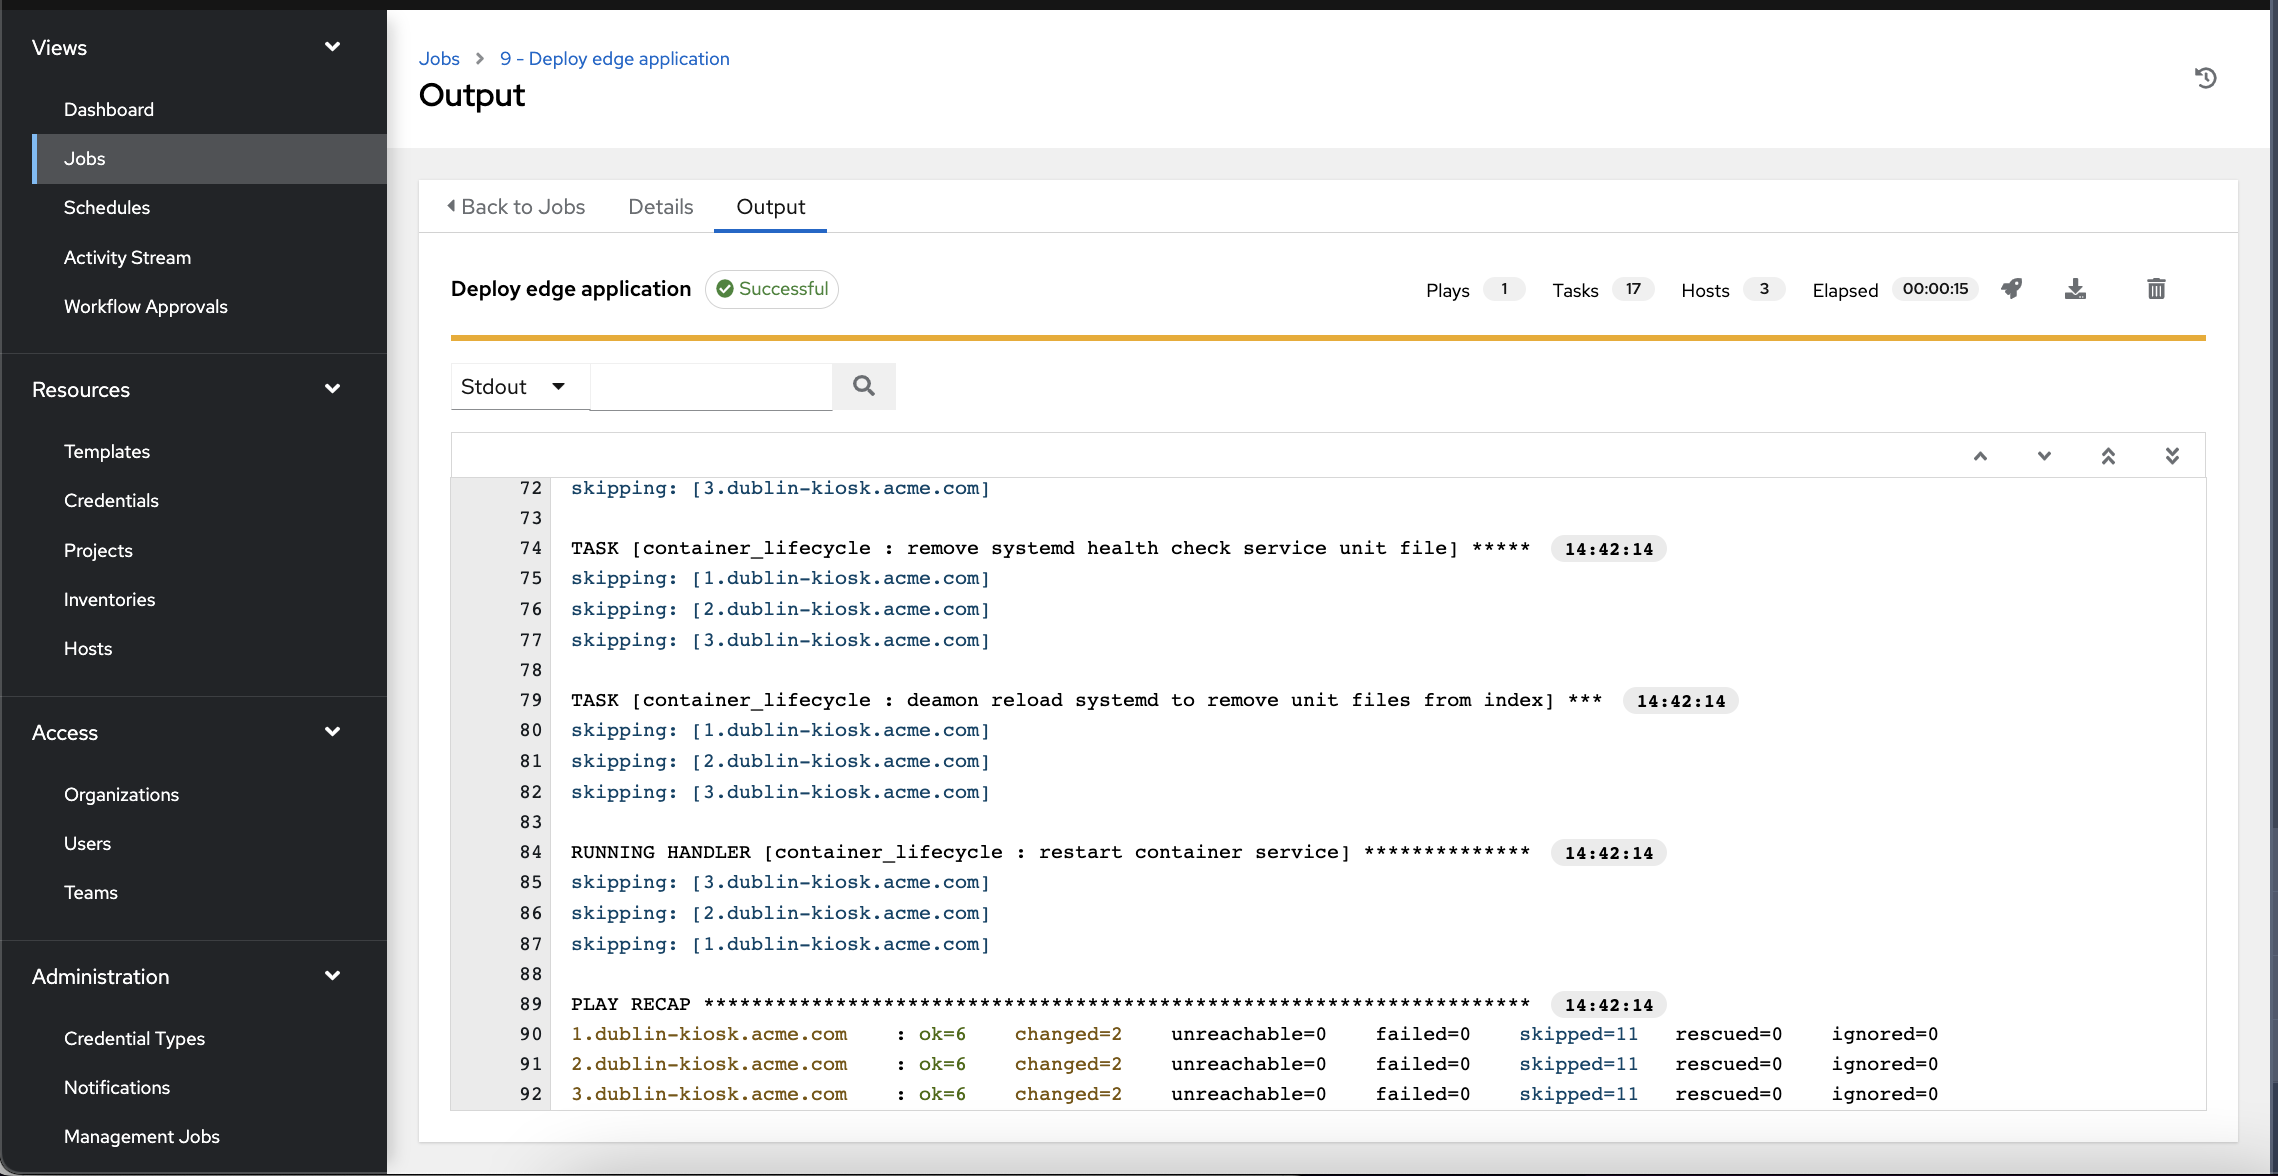 Views
Dashboard
Jobs
Schedules
Activity Stream
Workflow Approvals
Resources
Templates
Credentials
Projects
Inventories
Hosts
Access
Organizations
Users
Teams
Administration
Credential Types
Notifications
Management Jobs
Jobs 9 - Deploy edge application
Output
Back to Jobs Details Output
Deploy edge application Successful Plays 1 Tasks 17 Hosts 3 Elapsed 00:00:15
Stdout
72 skipping: [3.dublin-kiosk.acme.com]
73
74 TASK [container_lifecycle : remove systemd health check service unit file] ***** 14:42:14
75 skipping: [1.dublin-kiosk.acme.com]
76 skipping: [2.dublin-kiosk.acme.com]
77 skipping: [3.dublin-kiosk.acme.com]
78
79 TASK [container_lifecycle : deamon reload systemd to remove unit files from index] *** 14:42:14
80 skipping: [1.dublin-kiosk.acme.com]
81 skipping: [2.dublin-kiosk.acme.com]
82 skipping: [3.dublin-kiosk.acme.com]
83
84 RUNNING HANDLER [container_lifecycle : restart container service] ************** 14:42:14
85 skipping: [3.dublin-kiosk.acme.com]
86 skipping: [2.dublin-kiosk.acme.com]
87 skipping: [1.dublin-kiosk.acme.com]
88
89 PLAY RECAP ********************************************************************* 14:42:14
90 1.dublin-kiosk.acme.com : ok=6 changed=2 unreachable=0 failed=0 skipped=11 rescued=0 ignored=0
91 2.dublin-kiosk.acme.com : ok=6 changed=2 unreachable=0 failed=0 skipped=11 rescued=0 ignored=0
92 3.dublin-kiosk.acme.com : ok=6 changed=2 unreachable=0 failed=0 skipped=11 rescued=0 ignored=0